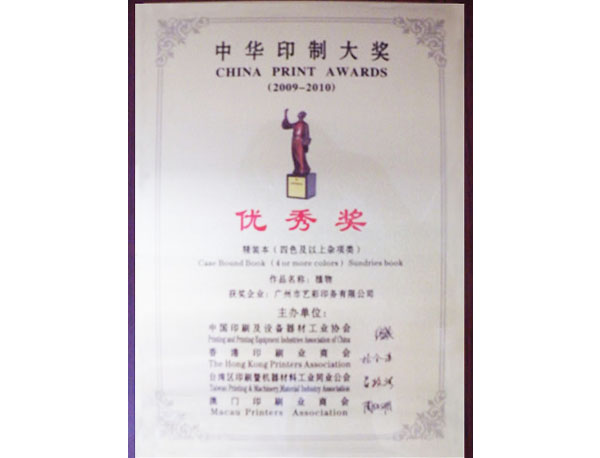 中华印制大奖
CHINA PRINT AWARDS
(2009-2010)
优秀奖
精装本（四色及以上杂项类）
Case Bound Book (4 or more colors) Sundries book
作品名称：植物
获奖企业：广州市艺彩印务有限公司
主办单位：
中国印刷及设备器材工业协会
Printing and Printing Equipment Industries Association of China
香港印刷业商会
The Hong Kong Printers Association
台湾区印刷暨机器材料工业同业公会
Taiwan Printing & Machinery Material Industry Association
澳门印刷业商会
Macau Printers Association